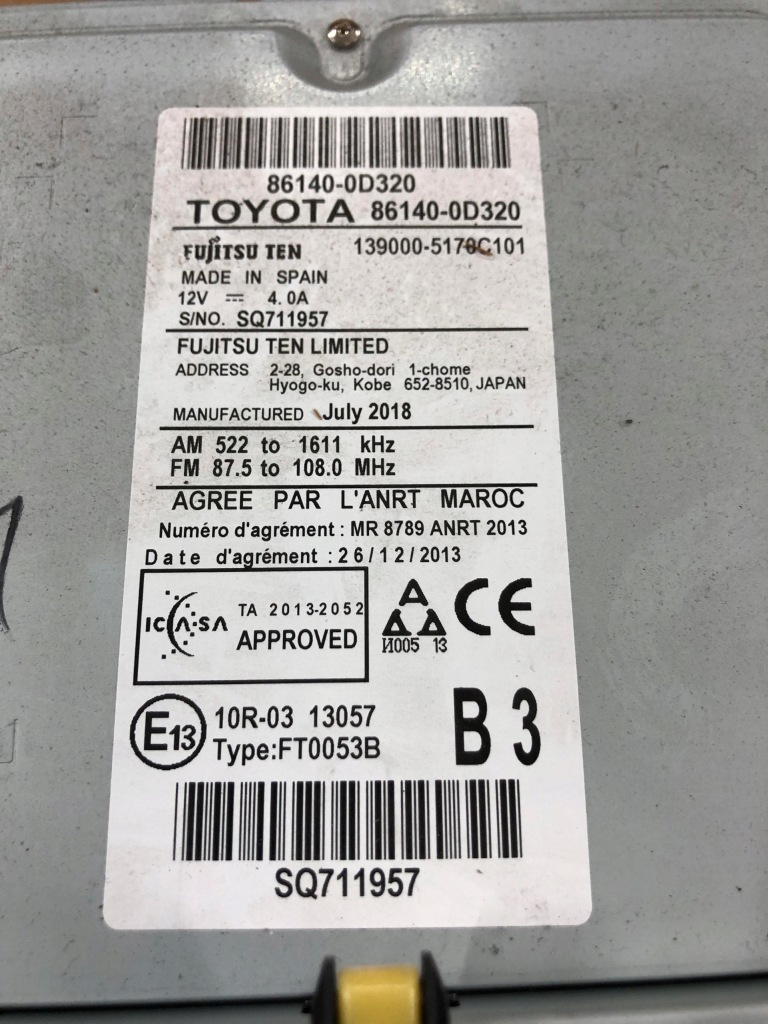 86140-0D320
TOYOTA 86140-0D320
FUJITSU TEN 139000-5170C101
MADE IN SPAIN
12V ⎓ 4.0A
S/NO. SQ711957
FUJITSU TEN LIMITED
ADDRESS 2-28, Gosho-dori 1-chome
Hyogo-ku, Kobe 652-8510, JAPAN
MANUFACTURED July 2018
AM 522 to 1611 kHz
FM 87.5 to 108.0 MHz
AGREE PAR L'ANRT MAROC
Numéro d'agrément : MR 8789 ANRT 2013
Date d'agrément : 26/12/2013
ICASA TA 2013-2052
APPROVED
И005 13
CE
E13 10R-03 13057
Type:FT0053B
B 3
SQ711957